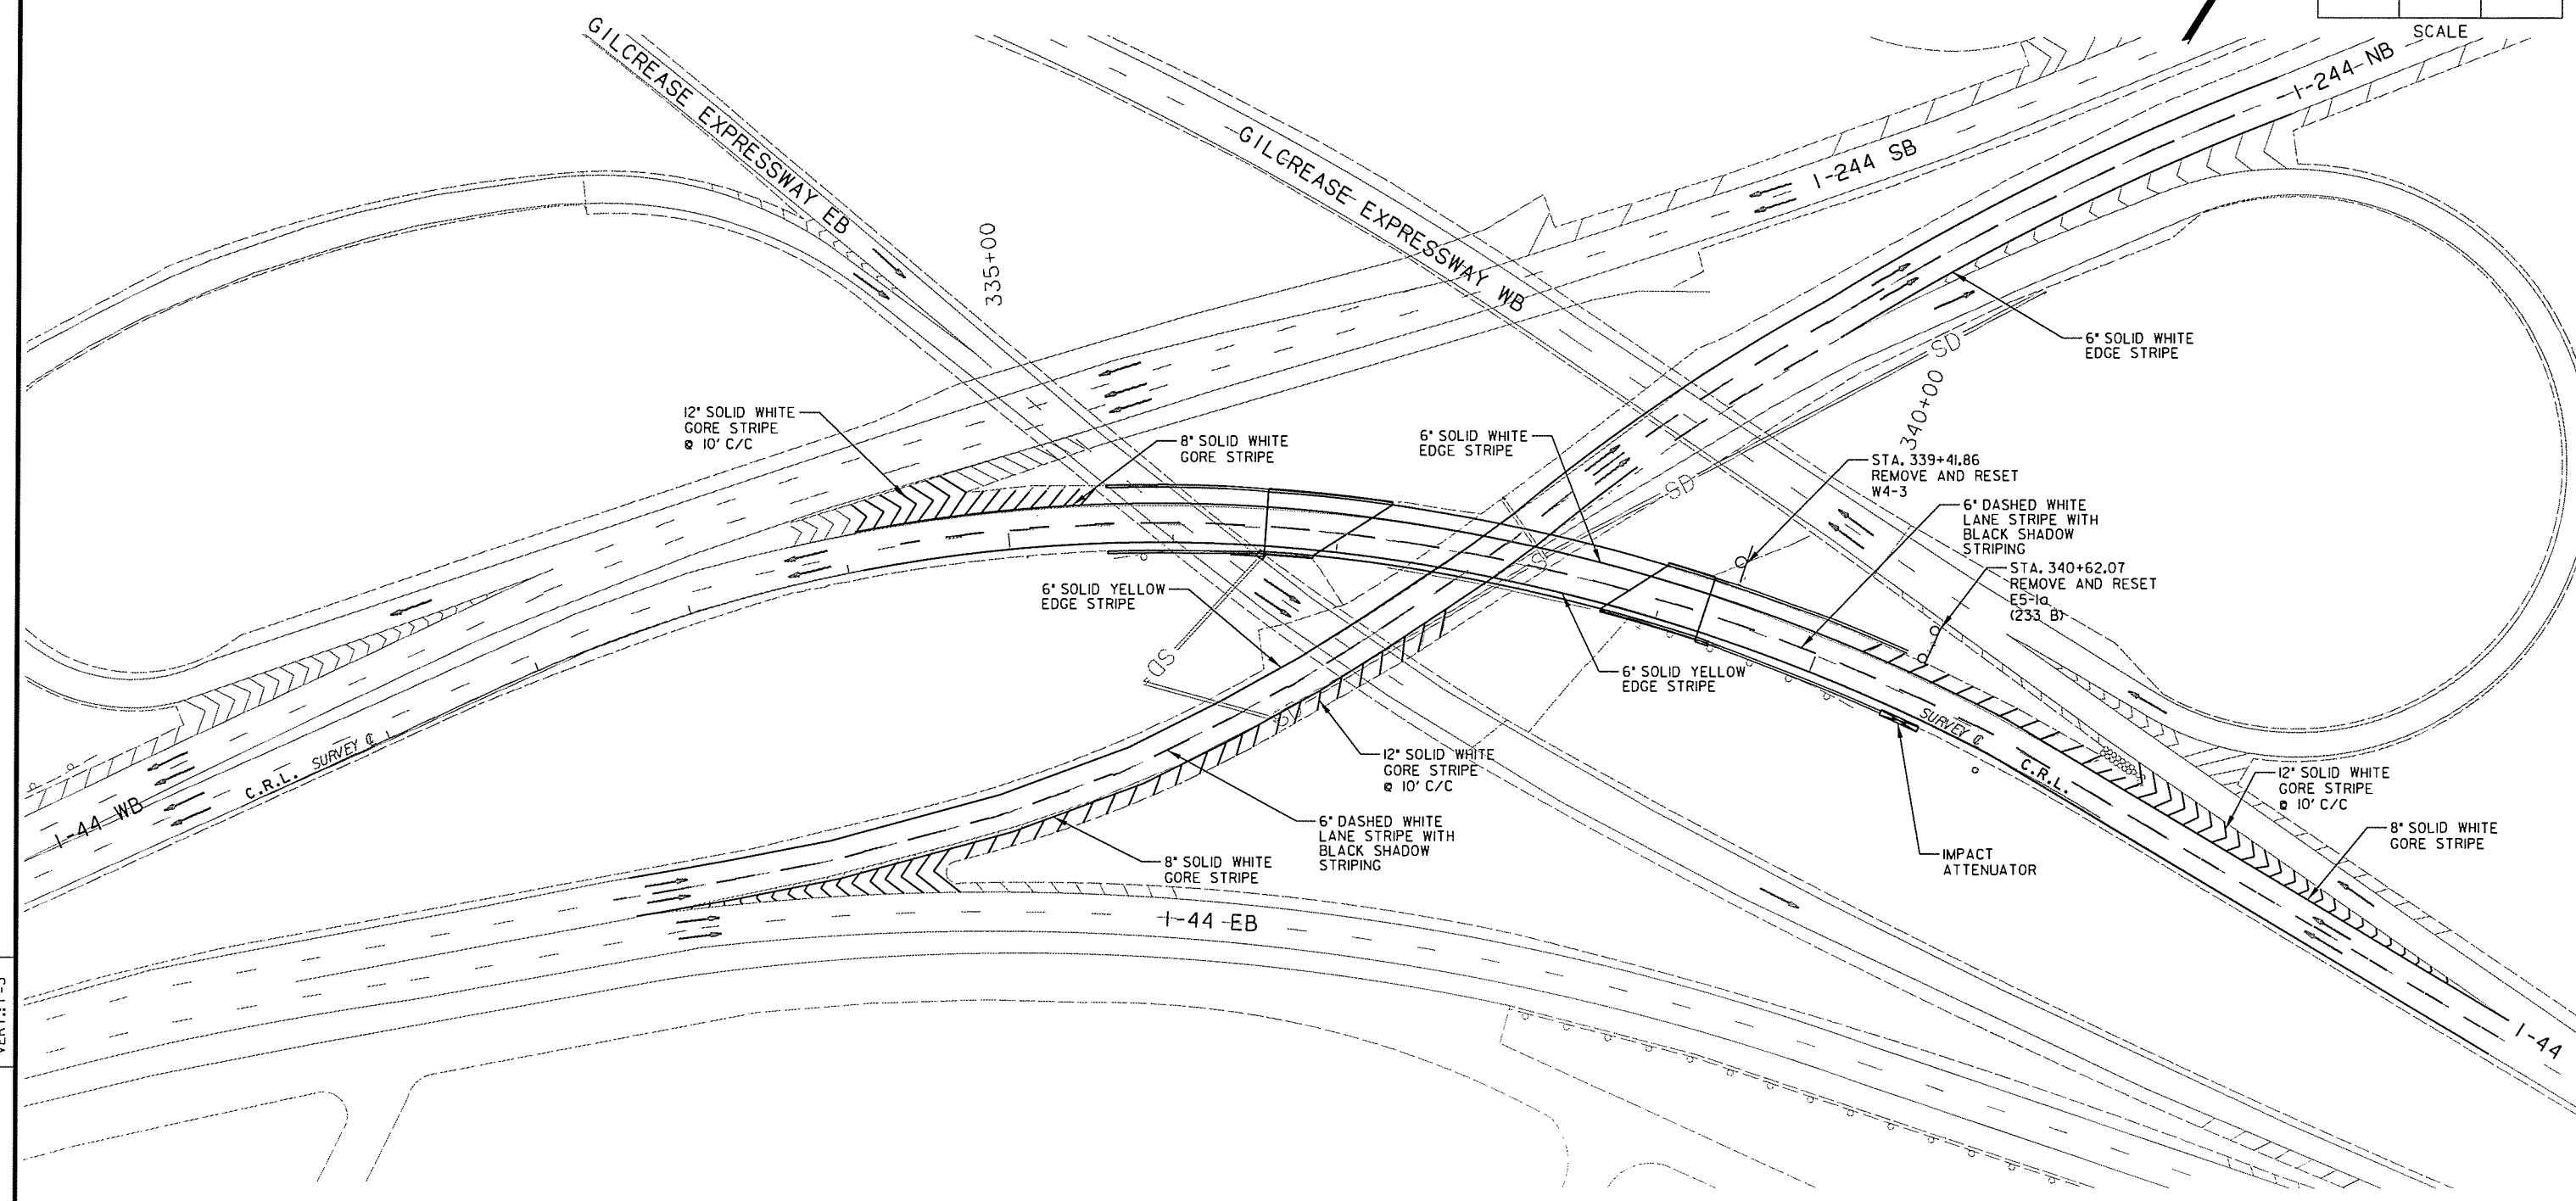 SCALE
GILCREASE EXPRESSWAY EB
GILCREASE EXPRESSWAY WB
I-244 SB
I-244 NB
335+00
340+00
SD
SD
SD
6" SOLID WHITE
EDGE STRIPE
12" SOLID WHITE
GORE STRIPE
@ 10' C/C
8" SOLID WHITE
GORE STRIPE
6" SOLID WHITE
EDGE STRIPE
STA. 339+41.86
REMOVE AND RESET
W4-3
6" DASHED WHITE
LANE STRIPE WITH
BLACK SHADOW
STRIPING
STA. 340+62.07
REMOVE AND RESET
E5-1a
(233 B)
6" SOLID YELLOW
EDGE STRIPE
6" SOLID YELLOW
EDGE STRIPE
SURVEY ℄
C.R.L.
12" SOLID WHITE
GORE STRIPE
@ 10' C/C
12" SOLID WHITE
GORE STRIPE
@ 10' C/C
C.R.L. SURVEY ℄
I-44 WB
6" DASHED WHITE
LANE STRIPE WITH
BLACK SHADOW
STRIPING
8" SOLID WHITE
GORE STRIPE
8" SOLID WHITE
GORE STRIPE
IMPACT
ATTENUATOR
I-44 EB
I-44